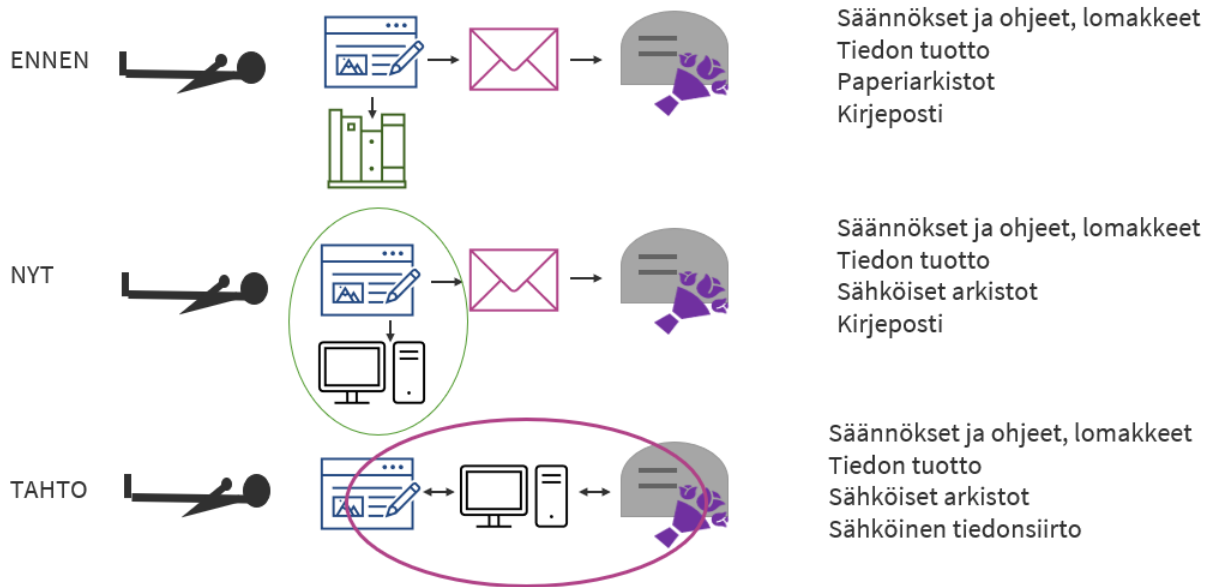 ENNEN
Säännökset ja ohjeet, lomakkeet
Tiedon tuotto
Paperiarkistot
Kirjeposti
NYT
Säännökset ja ohjeet, lomakkeet
Tiedon tuotto
Sähköiset arkistot
Kirjeposti
TAHTO
Säännökset ja ohjeet, lomakkeet
Tiedon tuotto
Sähköiset arkistot
Sähköinen tiedonsiirto